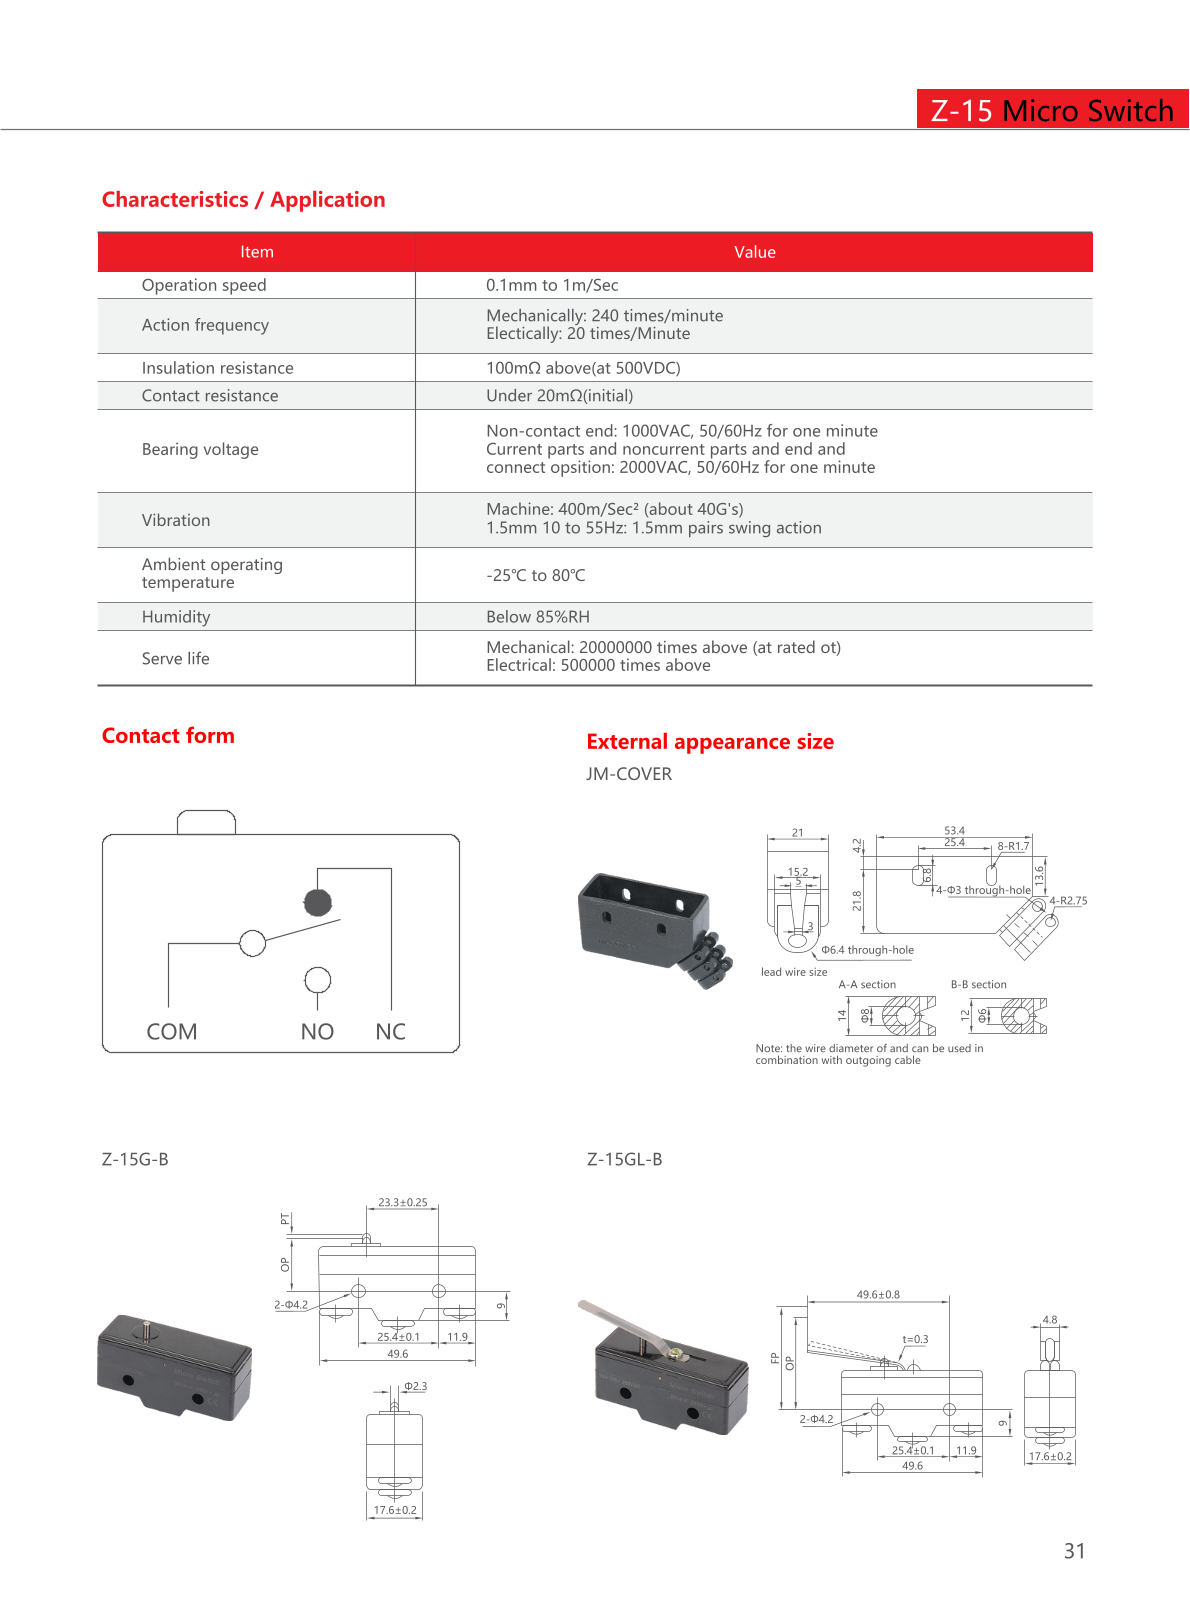 Z-15 Micro Switch
Characteristics / Application
Item
Value
Operation speed
0.1mm to 1m/Sec
Action frequency
Mechanically: 240 times/minute
Electically: 20 times/Minute
Insulation resistance
100mΩ above(at 500VDC)
Contact resistance
Under 20mΩ(initial)
Bearing voltage
Non-contact end: 1000VAC, 50/60Hz for one minute
Current parts and noncurrent parts and end and
connect opsition: 2000VAC, 50/60Hz for one minute
Vibration
Machine: 400m/Sec² (about 40G's)
1.5mm 10 to 55Hz: 1.5mm pairs swing action
Ambient operating
temperature
-25℃ to 80℃
Humidity
Below 85%RH
Serve life
Mechanical: 20000000 times above (at rated ot)
Electrical: 500000 times above
Contact form
COM
NO
NC
External appearance size
JM-COVER
21
15.2
5
3
Φ6.4 through-hole
lead wire size
53.4
25.4
8-R1.7
4.2
6.8
13.6
21.8
4-Φ3 through-hole
4-R2.75
A-A section
B-B section
14
Φ8
12
Φ6
Note: the wire diameter of and can be used in
combination with outgoing cable
Z-15G-B
23.3±0.25
PT
OP
2-Φ4.2
9
25.4±0.1
11.9
49.6
Φ2.3
17.6±0.2
Z-15GL-B
49.6±0.8
4.8
t=0.3
FP
OP
2-Φ4.2
9
25.4±0.1
11.9
49.6
17.6±0.2
31